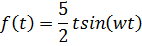 f(t) = 5/2 tsin(wt)